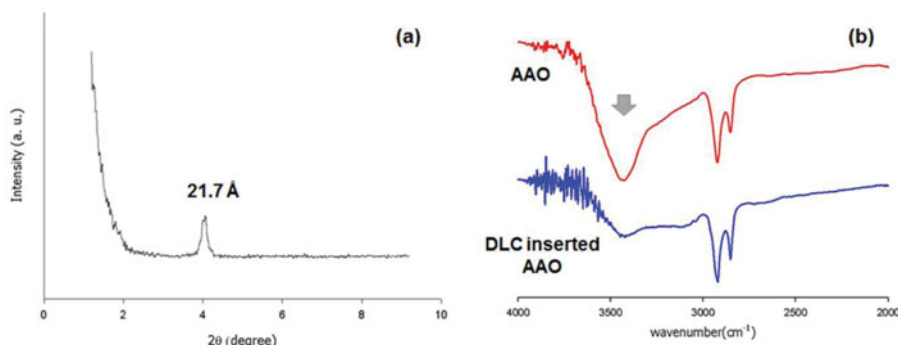 (a)
Intensity (a. u.)
21.7 Å
0 2 4 6 8 10
2θ (degree)
(b)
AAO
DLC inserted
AAO
4000 3500 3000 2500 2000
wavenumber(cm⁻¹)